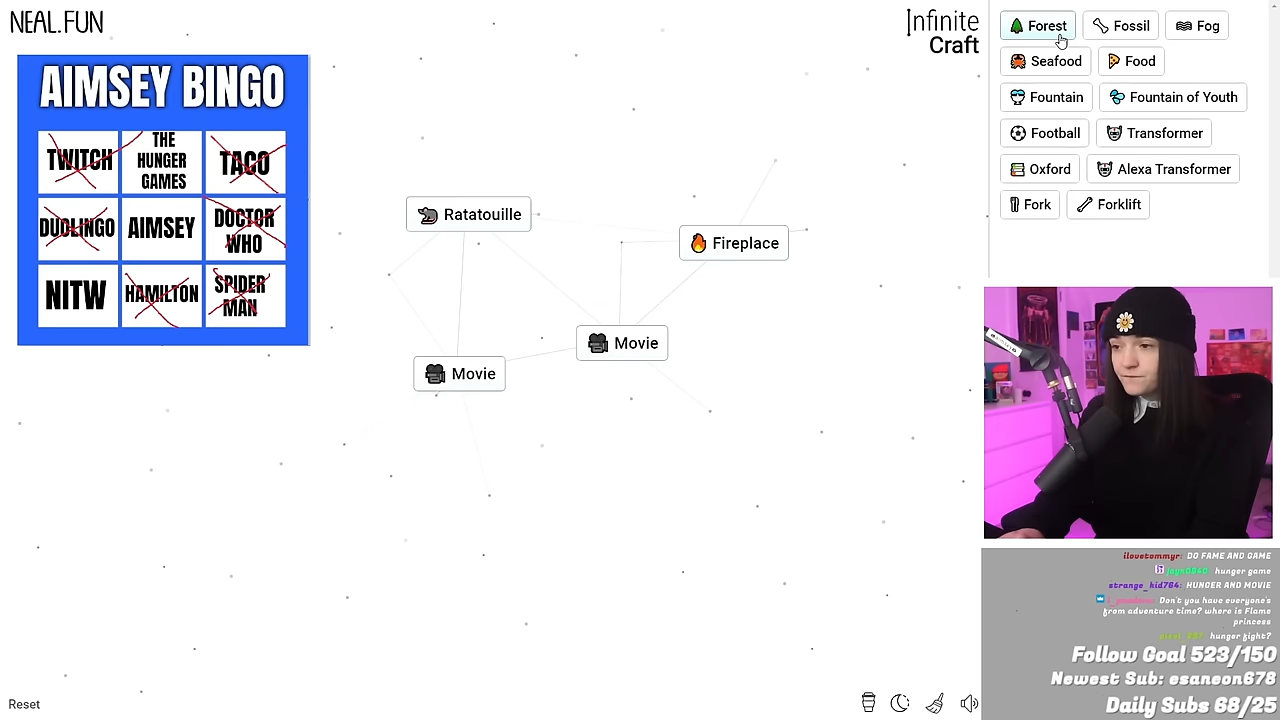 NEAL.FUN
Infinite
Craft
AIMSEY BINGO
TWITCH
THE
HUNGER
GAMES
TACO
DUOLINGO
AIMSEY
DOCTOR
WHO
NITW
HAMILTON
SPIDER
MAN
Ratatouille
Fireplace
Movie
Movie
Forest
Fossil
Fog
Seafood
Food
Fountain
Fountain of Youth
Football
Transformer
Oxford
Alexa Transformer
Fork
Forklift
ilovetommyr: DO FAME AND GAME
hunger game
strange_kid764: HUNGER AND MOVIE
Don't you have everyone's
from adventure time? where is Flame
princess
hunger fight?
Follow Goal 523/150
Newest Sub: esaneon678
Daily Subs 68/25
Reset